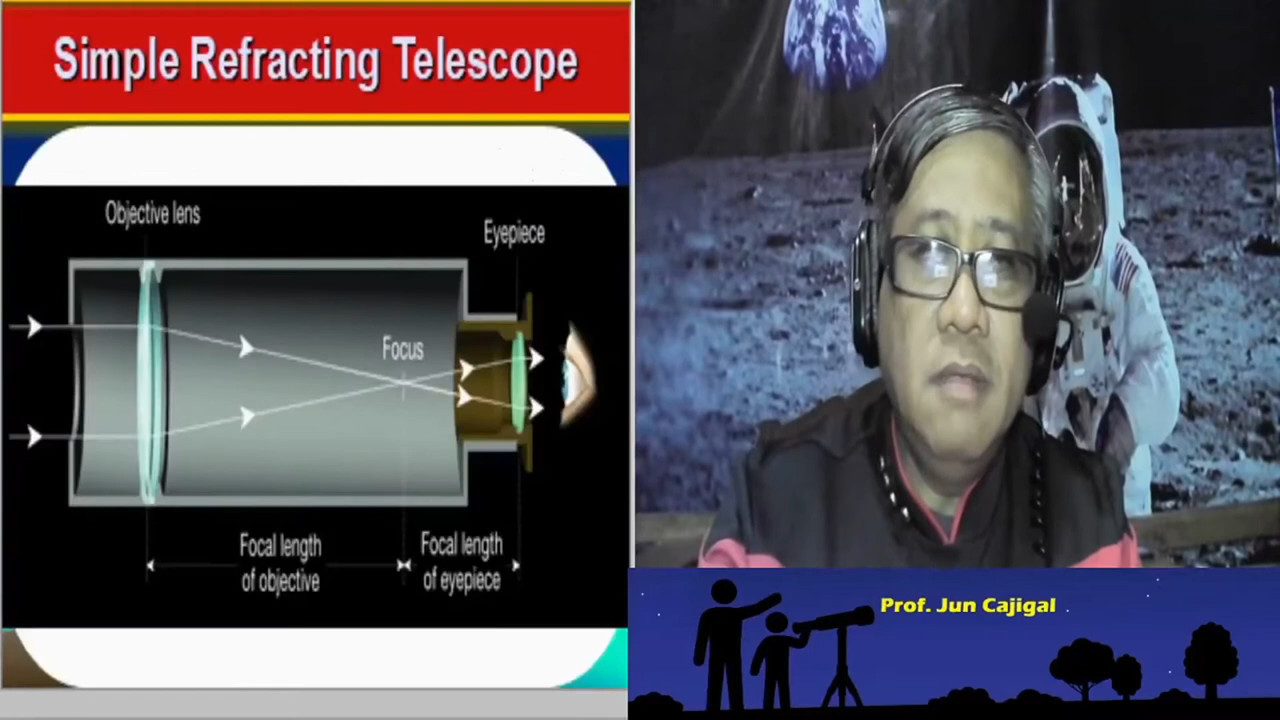 Simple Refracting Telescope
Objective lens
Eyepiece
Focus
Focal length
of objective
Focal length
of eyepiece
Prof. Jun Cajigal